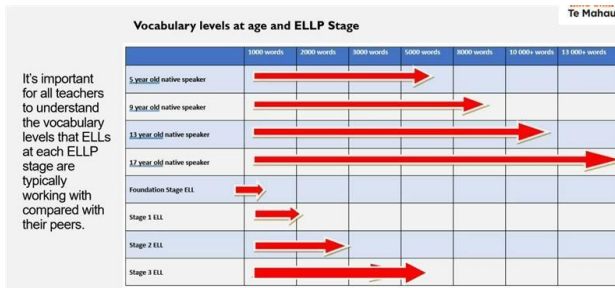 Te Mahau
Vocabulary levels at age and ELLP Stage
It's important
for all teachers
to understand
the vocabulary
levels that ELLs
at each ELLP
stage are
typically
working with
compared with
their peers.
1000 words 2000 words 3000 words 5000 words 8000 words 10 000+ words 13 000+ words
5 year old native speaker
9 year old native speaker
13 year old native speaker
17 year old native speaker
Foundation Stage ELL
Stage 1 ELL
Stage 2 ELL
Stage 3 ELL